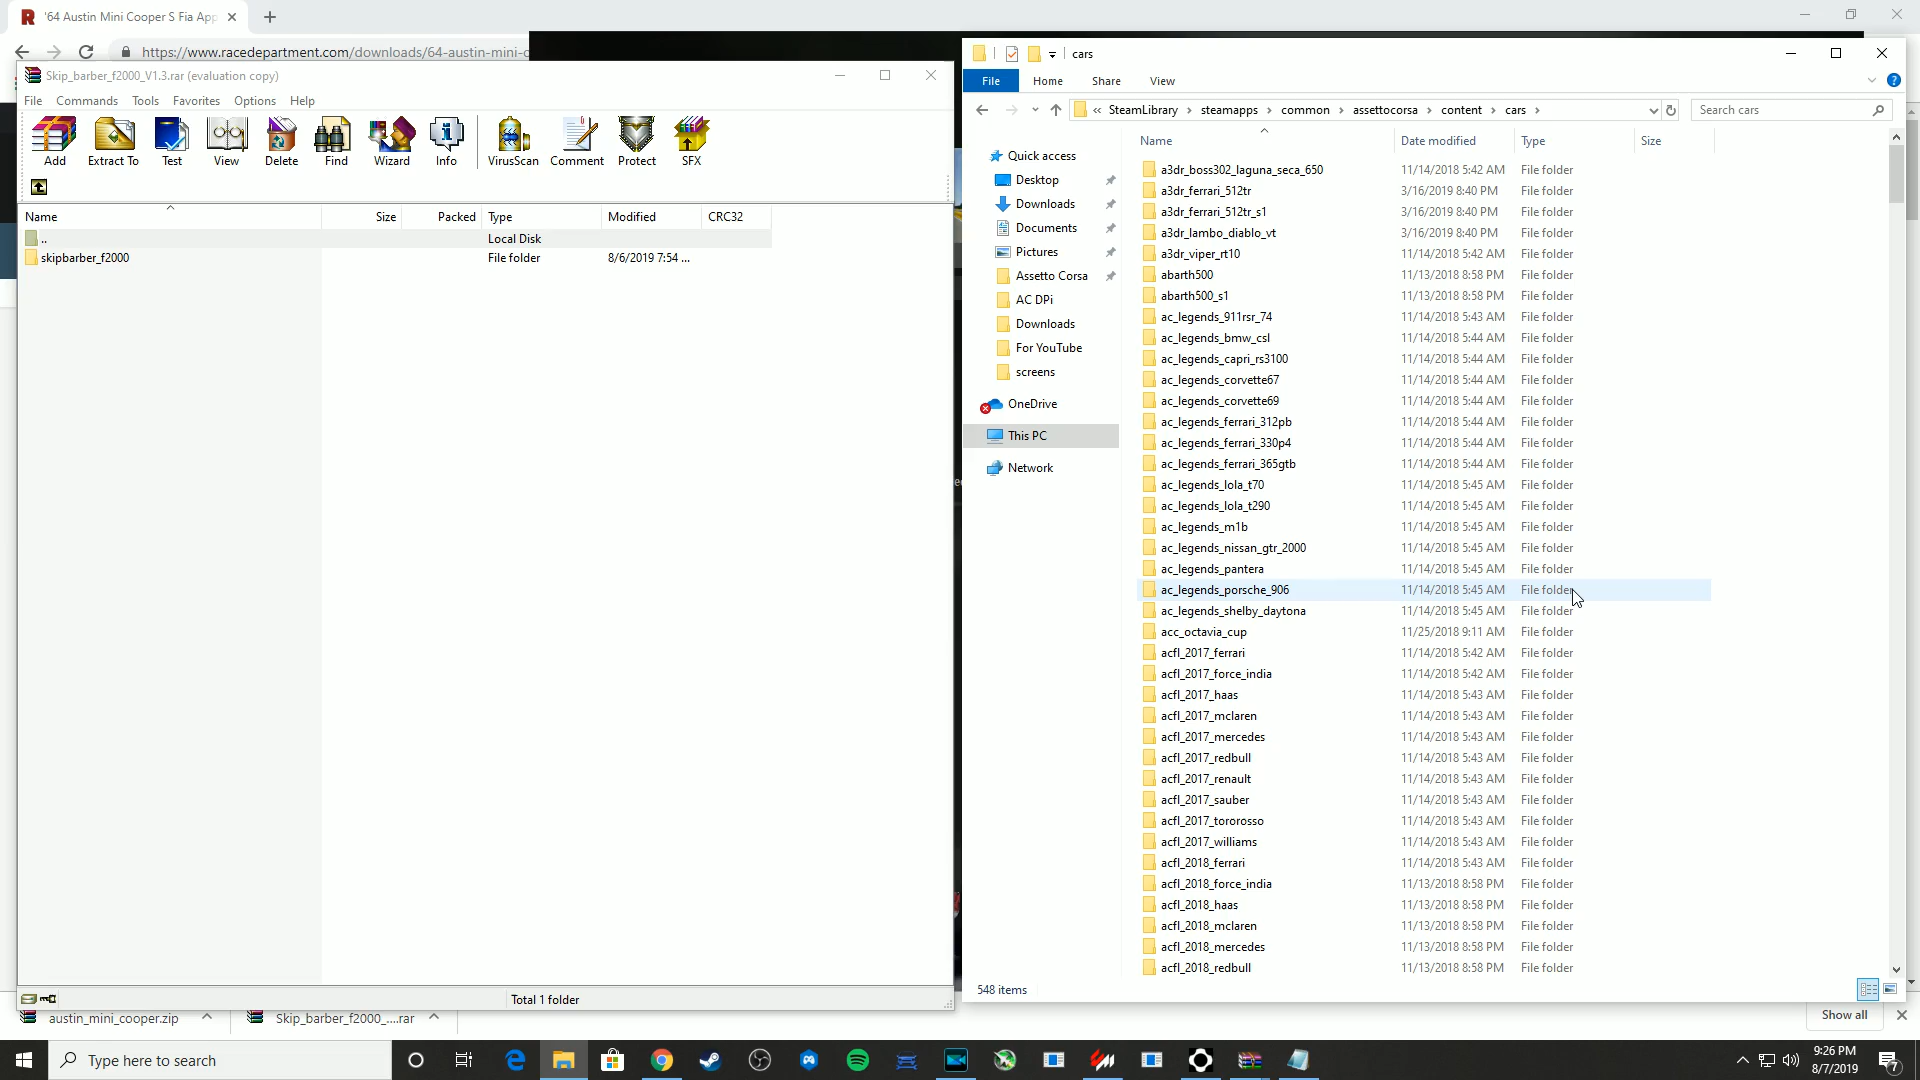 '64 Austin Mini Cooper S Fia App
https://www.racedepartment.com/downloads/64-austin-mini-c
Skip_barber_f2000_V1.3.rar (evaluation copy)
File Commands Tools Favorites Options Help
Add Extract To Test View Delete Find Wizard Info VirusScan Comment Protect SFX
Name Size Packed Type Modified CRC32
.. Local Disk
skipbarber_f2000 File folder 8/6/2019 7:54 ...
Total 1 folder
cars
File Home Share View
« SteamLibrary › steamapps › common › assettocorsa › content › cars ›
Search cars
Quick access
Desktop
Downloads
Documents
Pictures
Assetto Corsa
AC DPi
Downloads
For YouTube
screens
OneDrive
This PC
Network
Name Date modified Type Size
a3dr_boss302_laguna_seca_650 11/14/2018 5:42 AM File folder
a3dr_ferrari_512tr 3/16/2019 8:40 PM File folder
a3dr_ferrari_512tr_s1 3/16/2019 8:40 PM File folder
a3dr_lambo_diablo_vt 3/16/2019 8:40 PM File folder
a3dr_viper_rt10 11/14/2018 5:42 AM File folder
abarth500 11/13/2018 8:58 PM File folder
abarth500_s1 11/13/2018 8:58 PM File folder
ac_legends_911rsr_74 11/14/2018 5:43 AM File folder
ac_legends_bmw_csl 11/14/2018 5:44 AM File folder
ac_legends_capri_rs3100 11/14/2018 5:44 AM File folder
ac_legends_corvette67 11/14/2018 5:44 AM File folder
ac_legends_corvette69 11/14/2018 5:44 AM File folder
ac_legends_ferrari_312pb 11/14/2018 5:44 AM File folder
ac_legends_ferrari_330p4 11/14/2018 5:44 AM File folder
ac_legends_ferrari_365gtb 11/14/2018 5:44 AM File folder
ac_legends_lola_t70 11/14/2018 5:45 AM File folder
ac_legends_lola_t290 11/14/2018 5:45 AM File folder
ac_legends_m1b 11/14/2018 5:45 AM File folder
ac_legends_nissan_gtr_2000 11/14/2018 5:45 AM File folder
ac_legends_pantera 11/14/2018 5:45 AM File folder
ac_legends_porsche_906 11/14/2018 5:45 AM File folder
ac_legends_shelby_daytona 11/14/2018 5:45 AM File folder
acc_octavia_cup 11/25/2018 9:11 AM File folder
acfl_2017_ferrari 11/14/2018 5:42 AM File folder
acfl_2017_force_india 11/14/2018 5:42 AM File folder
acfl_2017_haas 11/14/2018 5:43 AM File folder
acfl_2017_mclaren 11/14/2018 5:43 AM File folder
acfl_2017_mercedes 11/14/2018 5:43 AM File folder
acfl_2017_redbull 11/14/2018 5:43 AM File folder
acfl_2017_renault 11/14/2018 5:43 AM File folder
acfl_2017_sauber 11/14/2018 5:43 AM File folder
acfl_2017_tororosso 11/14/2018 5:43 AM File folder
acfl_2017_williams 11/14/2018 5:43 AM File folder
acfl_2018_ferrari 11/14/2018 5:43 AM File folder
acfl_2018_force_india 11/13/2018 8:58 PM File folder
acfl_2018_haas 11/13/2018 8:58 PM File folder
acfl_2018_mclaren 11/13/2018 8:58 PM File folder
acfl_2018_mercedes 11/13/2018 8:58 PM File folder
acfl_2018_redbull 11/13/2018 8:58 PM File folder
548 items
austin_mini_cooper.zip Skip_barber_f2000_....rar Show all
Type here to search
9:26 PM
8/7/2019
7